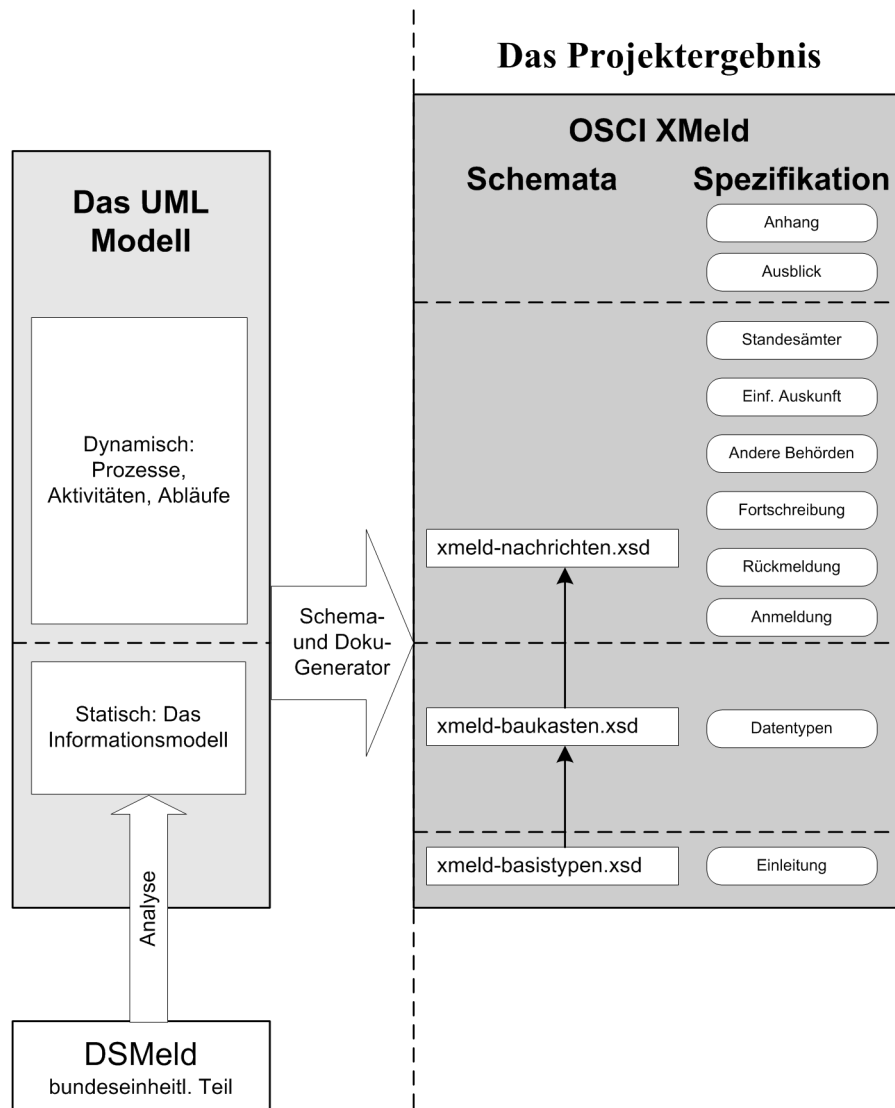 Das Projektergebnis
Das UML
Modell
Dynamisch:
Prozesse,
Aktivitäten, Abläufe
Statisch: Das
Informationsmodell
Analyse
DSMeld
bundeseinheitl. Teil
Schema-
und Doku-
Generator
OSCI XMeld
Schemata
xmeld-nachrichten.xsd
xmeld-baukasten.xsd
xmeld-basistypen.xsd
Spezifikation
Anhang
Ausblick
Standesämter
Einf. Auskunft
Andere Behörden
Fortschreibung
Rückmeldung
Anmeldung
Datentypen
Einleitung